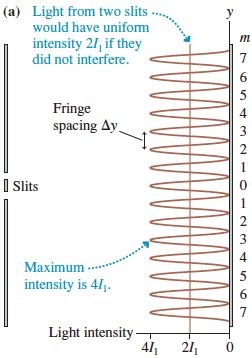 (a) Light from two slits
would have uniform
intensity 2I₁ if they
did not interfere.
y
m
7
6
5
4
3
2
1
0
1
2
3
4
5
6
7
Fringe
spacing Δy
Slits
Maximum
intensity is 4I₁.
Light intensity
4I₁ 2I₁ 0